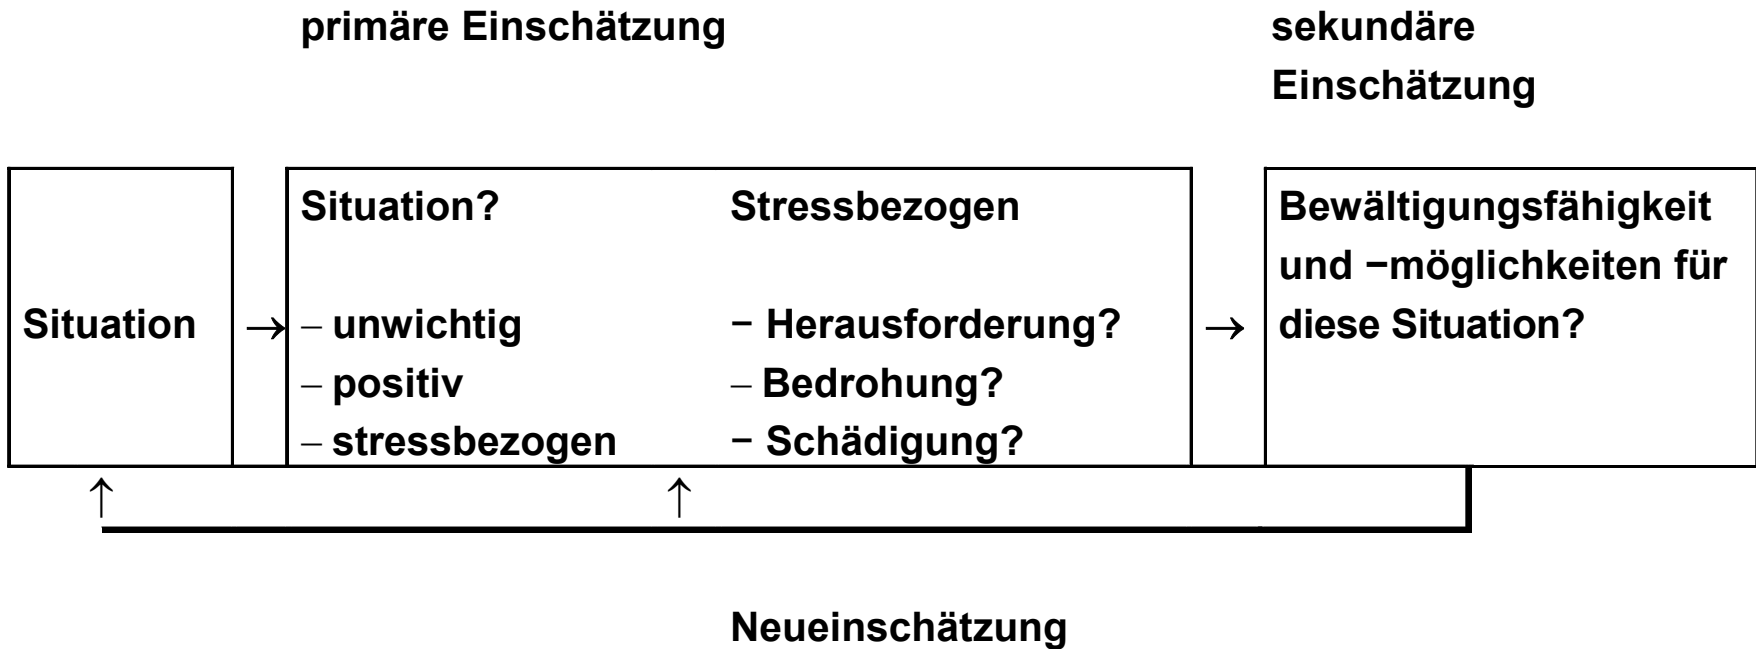 primäre Einschätzung
sekundäre
Einschätzung
Situation
→
Situation?
– unwichtig
– positiv
– stressbezogen
Stressbezogen
− Herausforderung?
– Bedrohung?
− Schädigung?
→
Bewältigungsfähigkeit
und −möglichkeiten für
diese Situation?
↑
↑
Neueinschätzung